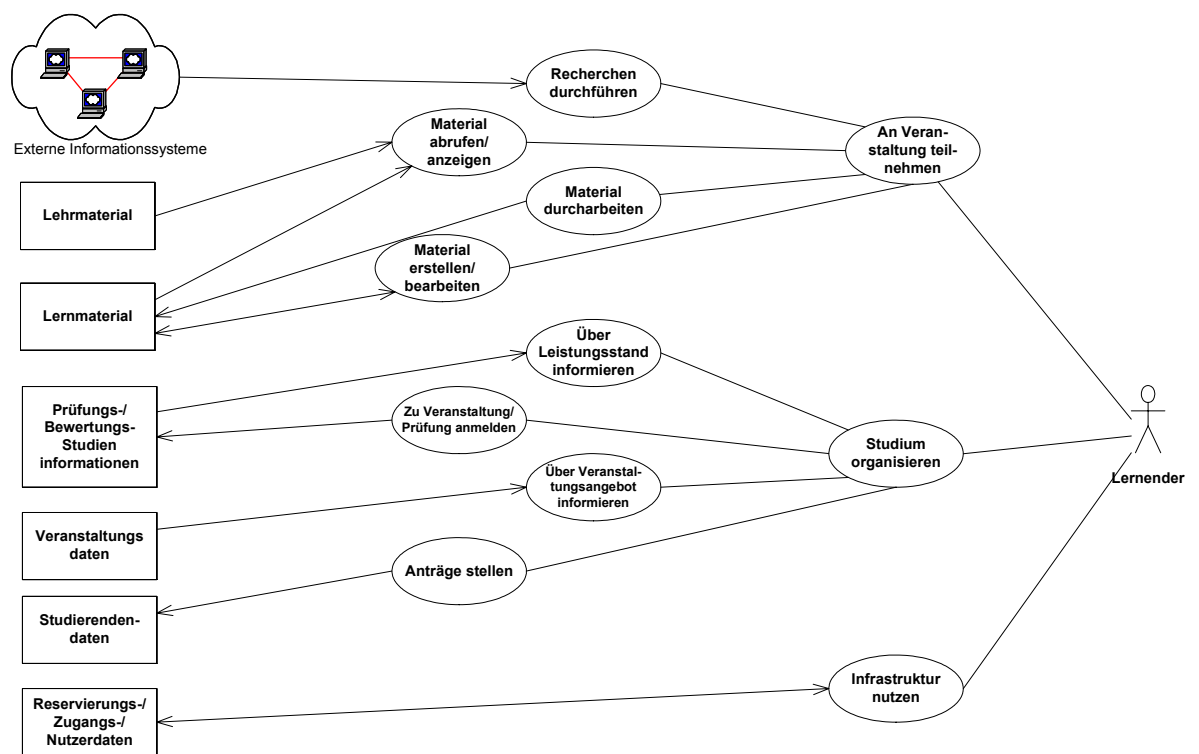 Externe Informationssysteme
Recherchen
durchführen
Material
abrufen/
anzeigen
An Veran-
staltung teil-
nehmen
Lehrmaterial
Material
durcharbeiten
Material
erstellen/
bearbeiten
Lernmaterial
Über
Leistungsstand
informieren
Prüfungs-/
Bewertungs-
Studien
informationen
Zu Veranstaltung/
Prüfung anmelden
Studium
organisieren
Lernender
Über Veranstal-
tungsangebot
informieren
Veranstaltungs
daten
Anträge stellen
Studierenden-
daten
Infrastruktur
nutzen
Reservierungs-/
Zugangs-/
Nutzerdaten